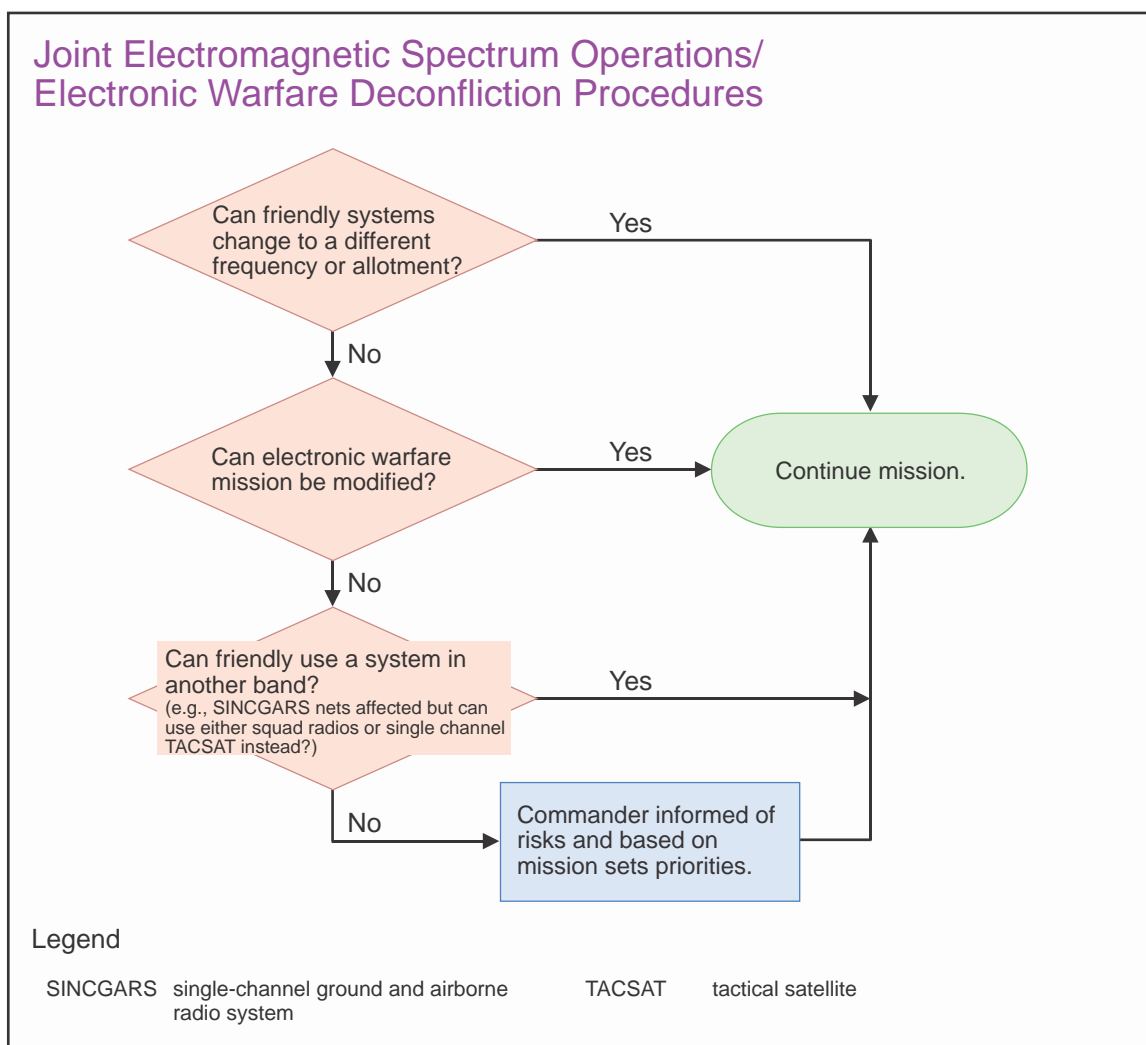 Joint Electromagnetic Spectrum Operations/
Electronic Warfare Deconfliction Procedures
Can friendly systems
change to a different
frequency or allotment?
Yes
No
Can electronic warfare
mission be modified?
Yes
Continue mission.
No
Can friendly use a system in
another band?
(e.g., SINCGARS nets affected but can
use either squad radios or single channel
TACSAT instead?)
Yes
No
Commander informed of
risks and based on
mission sets priorities.
Legend
SINCGARS single-channel ground and airborne
radio system
TACSAT tactical satellite